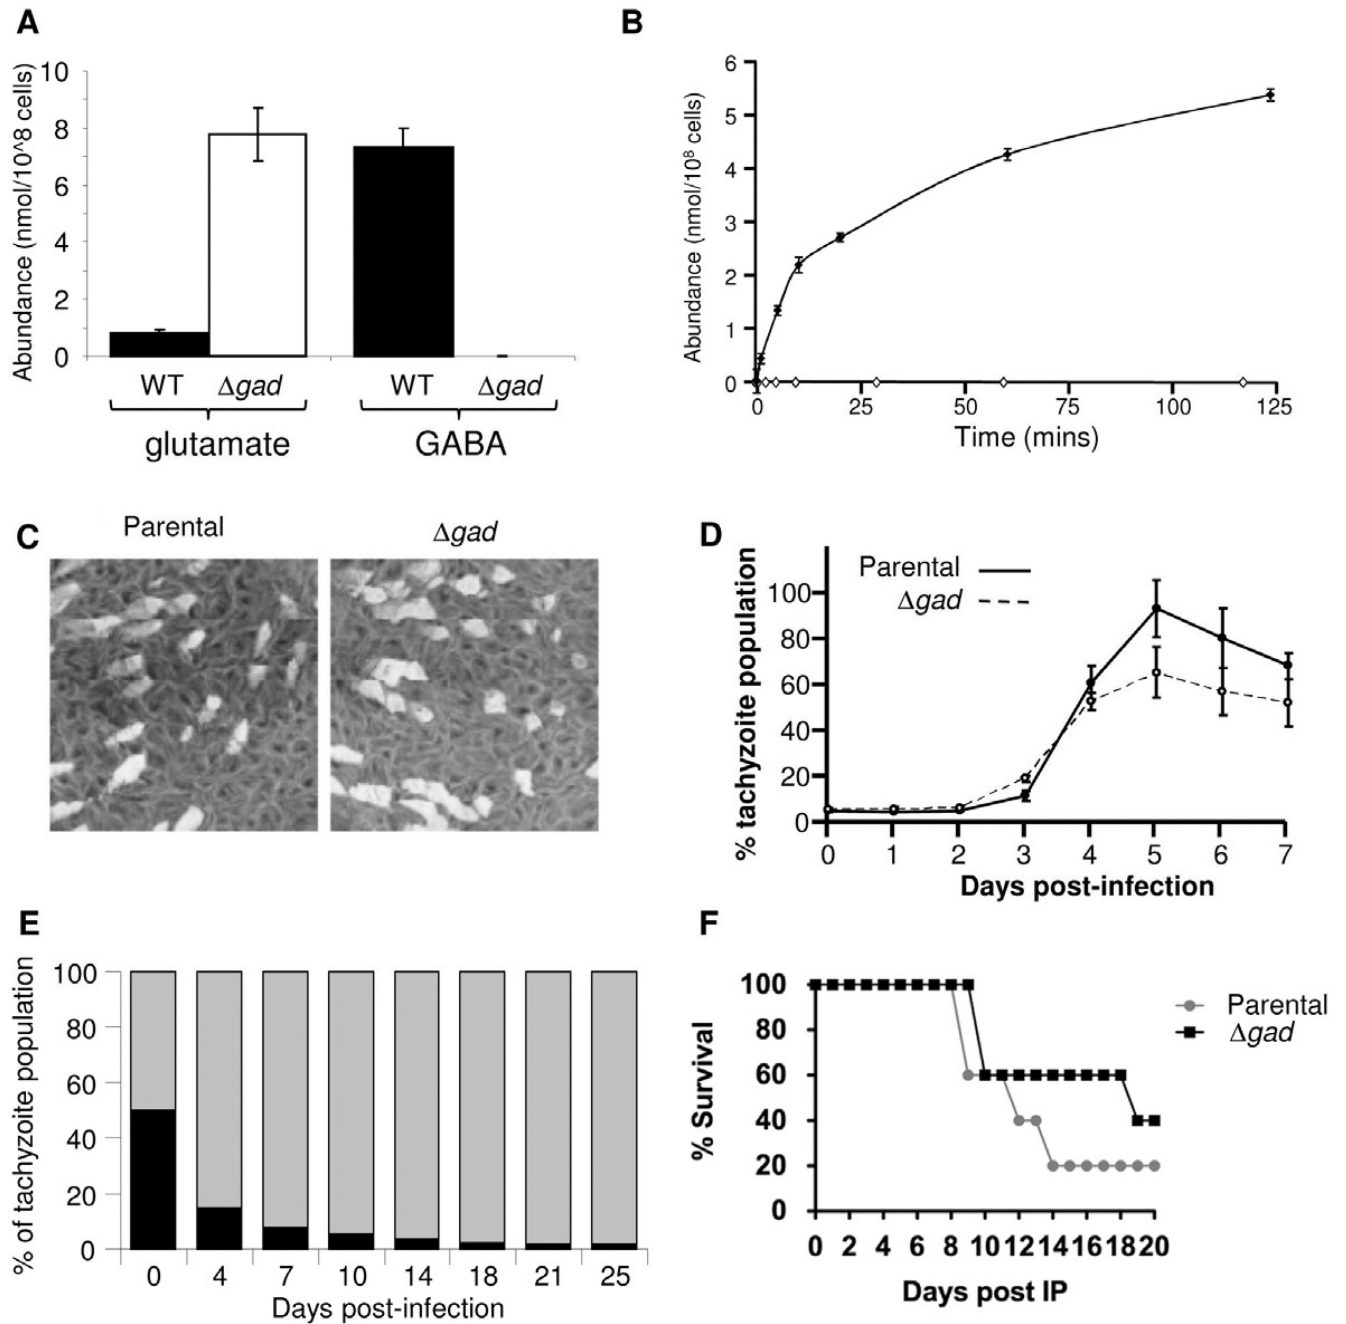 A
Abundance (nmol/10^8 cells)
10
8
6
4
2
0
WT
Δgad
WT
Δgad
glutamate
GABA
B
Abundance (nmol/10⁸ cells)
6
5
4
3
2
1
0
0
25
50
75
100
125
Time (mins)
C
Parental
Δgad
D
% tachyzoite population
Parental
Δgad
100
80
60
40
20
0
0
1
2
3
4
5
6
7
Days post-infection
E
% of tachyzoite population
100
80
60
40
20
0
0
4
7
10
14
18
21
25
Days post-infection
F
% Survival
100
80
60
40
20
0
Parental
Δgad
0 2 4 6 8 10 12 14 16 18 20
Days post IP